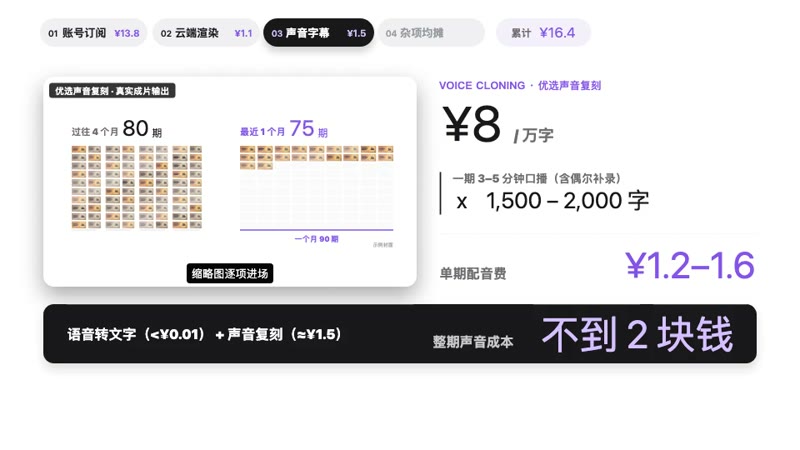 01 账号订阅 ¥13.8
02 云端渲染 ¥1.1
03 声音字幕 ¥1.5
04 杂项均摊
累计 ¥16.4
优选声音复刻 · 真实成片输出
过往 4 个月 80 期
最近 1 个月 75 期
一个月 90 期
缩略图逐项进场
VOICE CLONING · 优选声音复刻
¥8 / 万字
一期 3–5 分钟口播（含偶尔补录）
x 1,500 – 2,000 字
单期配音费 ¥1.2–1.6
语音转文字（<¥0.01）+ 声音复刻（≈¥1.5）
整期声音成本 不到 2 块钱